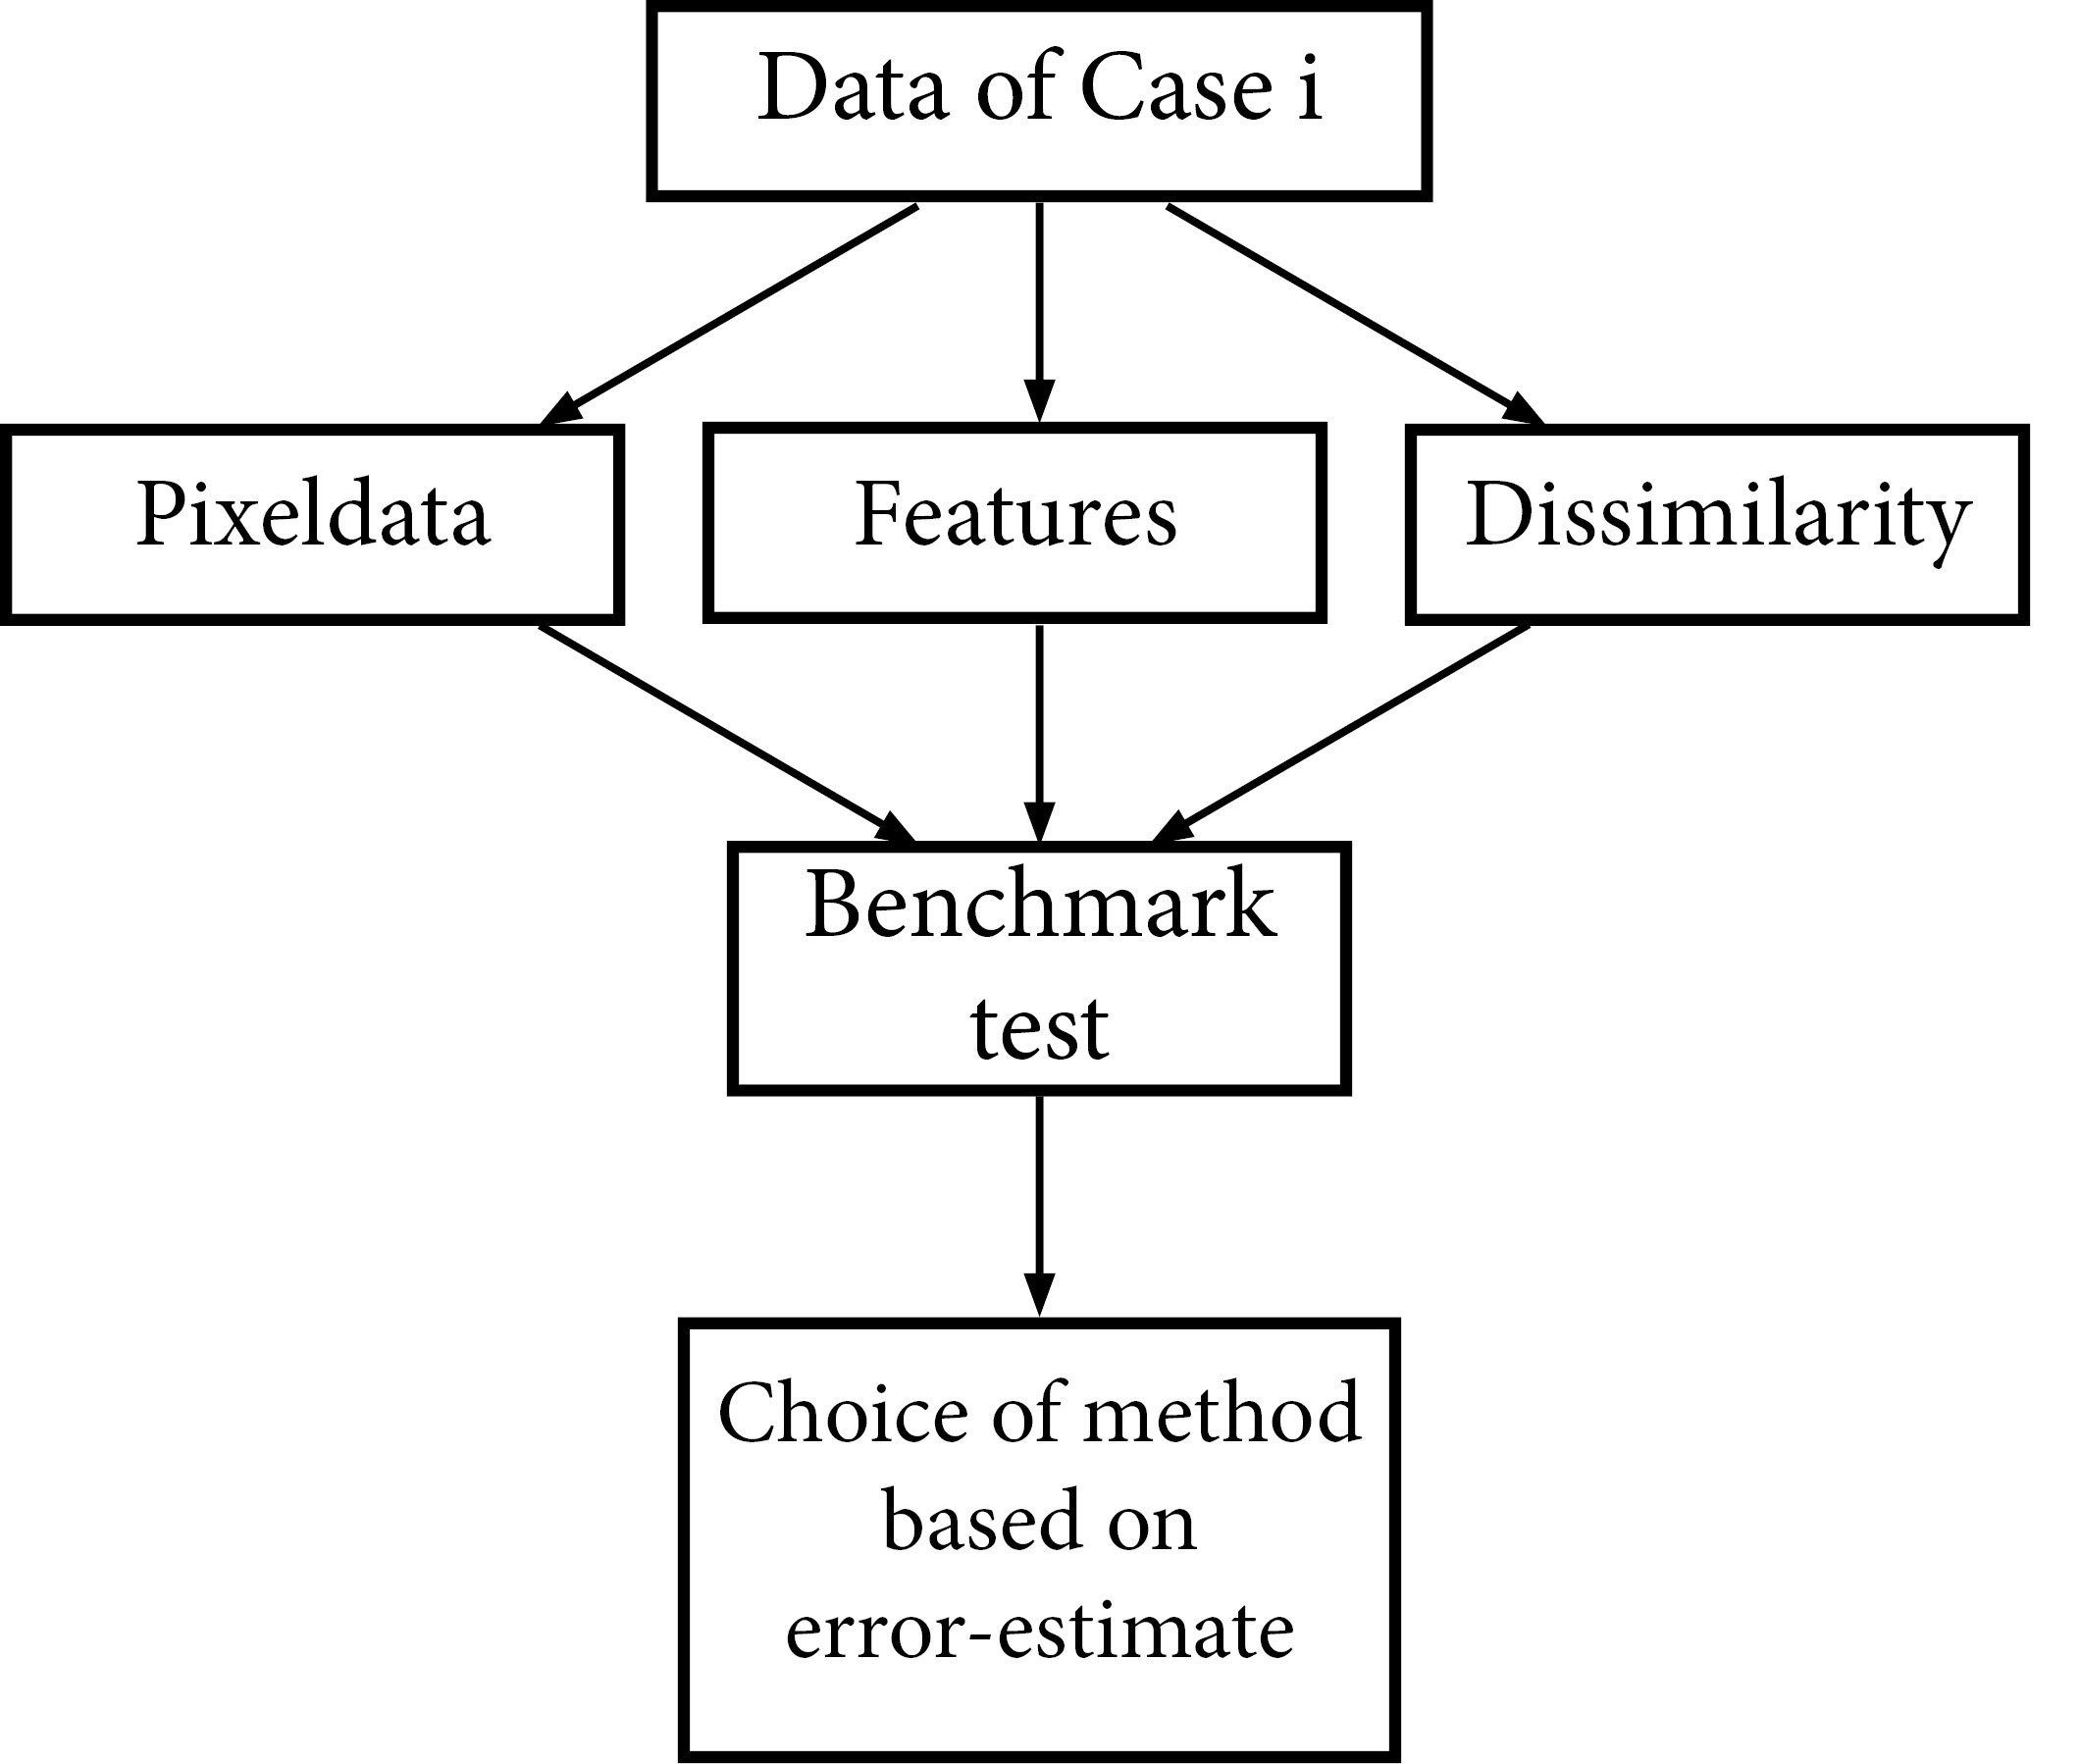 Data of Case i
Pixeldata
Features
Dissimilarity
Benchmark
test
Choice of method
based on
error-estimate